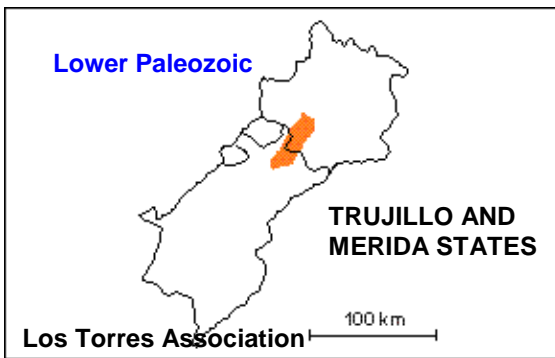 Lower Paleozoic
TRUJILLO AND
MERIDA STATES
100 km
Los Torres Association